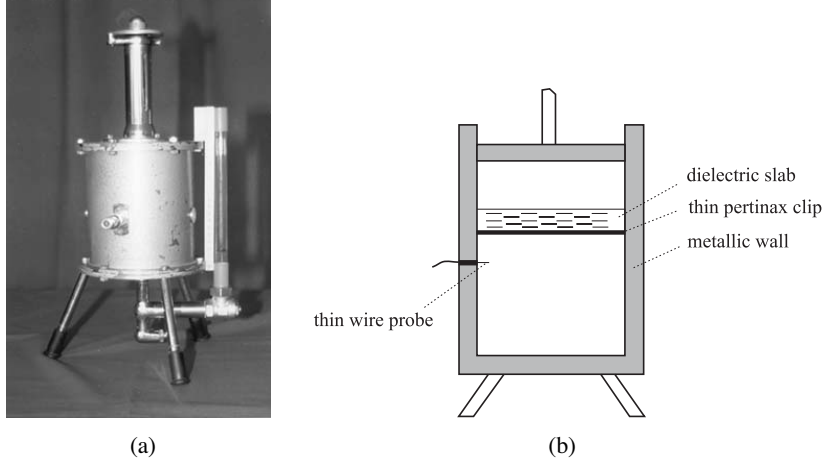 dielectric slab
thin pertinax clip
metallic wall
thin wire probe
(a)
(b)